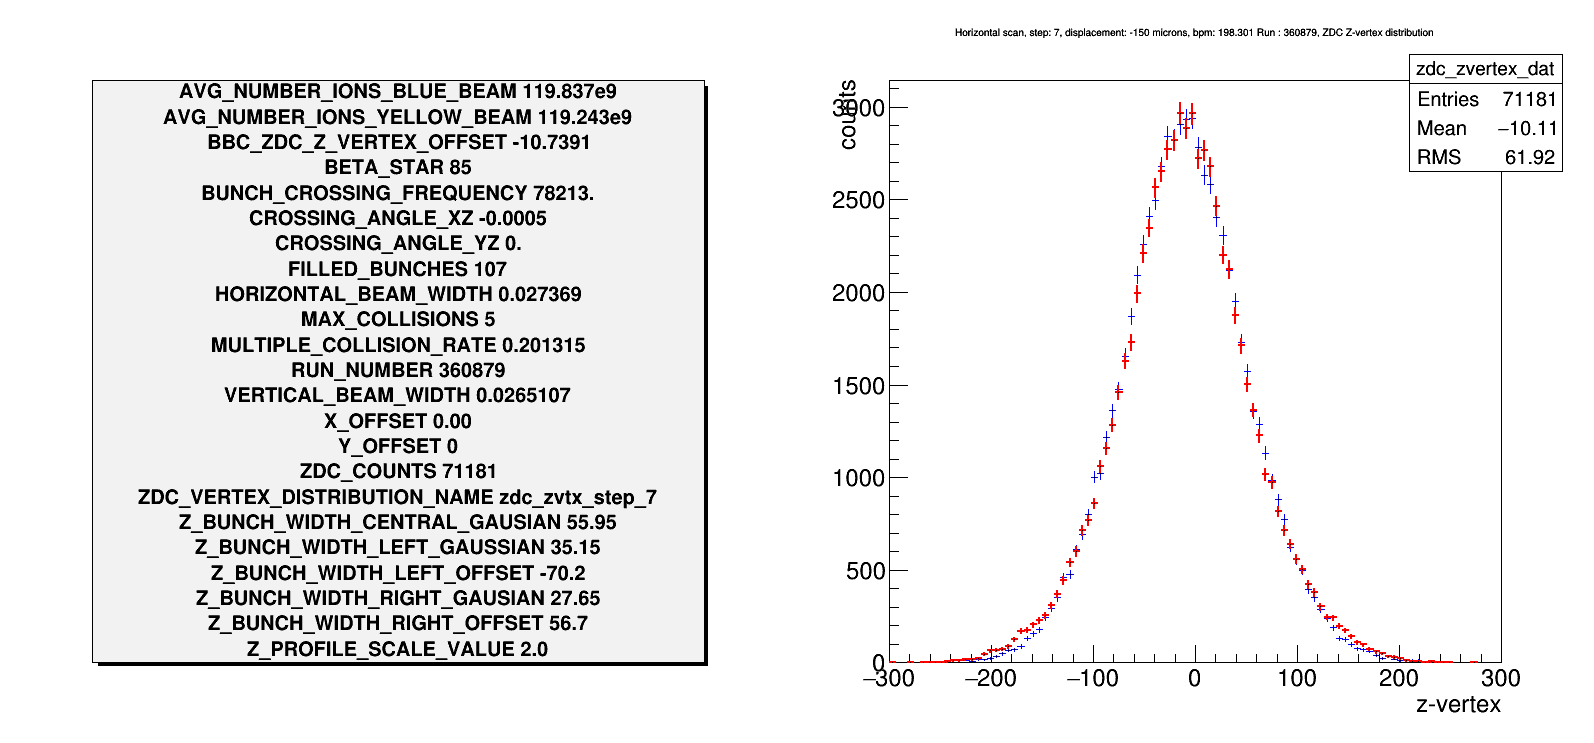 AVG_NUMBER_IONS_BLUE_BEAM 119.837e9
AVG_NUMBER_IONS_YELLOW_BEAM 119.243e9
BBC_ZDC_Z_VERTEX_OFFSET -10.7391
BETA_STAR 85
BUNCH_CROSSING_FREQUENCY 78213.
CROSSING_ANGLE_XZ -0.0005
CROSSING_ANGLE_YZ 0.
FILLED_BUNCHES 107
HORIZONTAL_BEAM_WIDTH 0.027369
MAX_COLLISIONS 5
MULTIPLE_COLLISION_RATE 0.201315
RUN_NUMBER 360879
VERTICAL_BEAM_WIDTH 0.0265107
X_OFFSET 0.00
Y_OFFSET 0
ZDC_COUNTS 71181
ZDC_VERTEX_DISTRIBUTION_NAME zdc_zvtx_step_7
Z_BUNCH_WIDTH_CENTRAL_GAUSIAN 55.95
Z_BUNCH_WIDTH_LEFT_GAUSSIAN 35.15
Z_BUNCH_WIDTH_LEFT_OFFSET -70.2
Z_BUNCH_WIDTH_RIGHT_GAUSIAN 27.65
Z_BUNCH_WIDTH_RIGHT_OFFSET 56.7
Z_PROFILE_SCALE_VALUE 2.0
Horizontal scan, step: 7, displacement: -150 microns, bpm: 198.301 Run : 360879, ZDC Z-vertex distribution
zdc_zvertex_dat
Entries 71181
Mean −10.11
RMS 61.92
counts
3000
2500
2000
1500
1000
500
0
−300 −200 −100 0 100 200 300
z-vertex